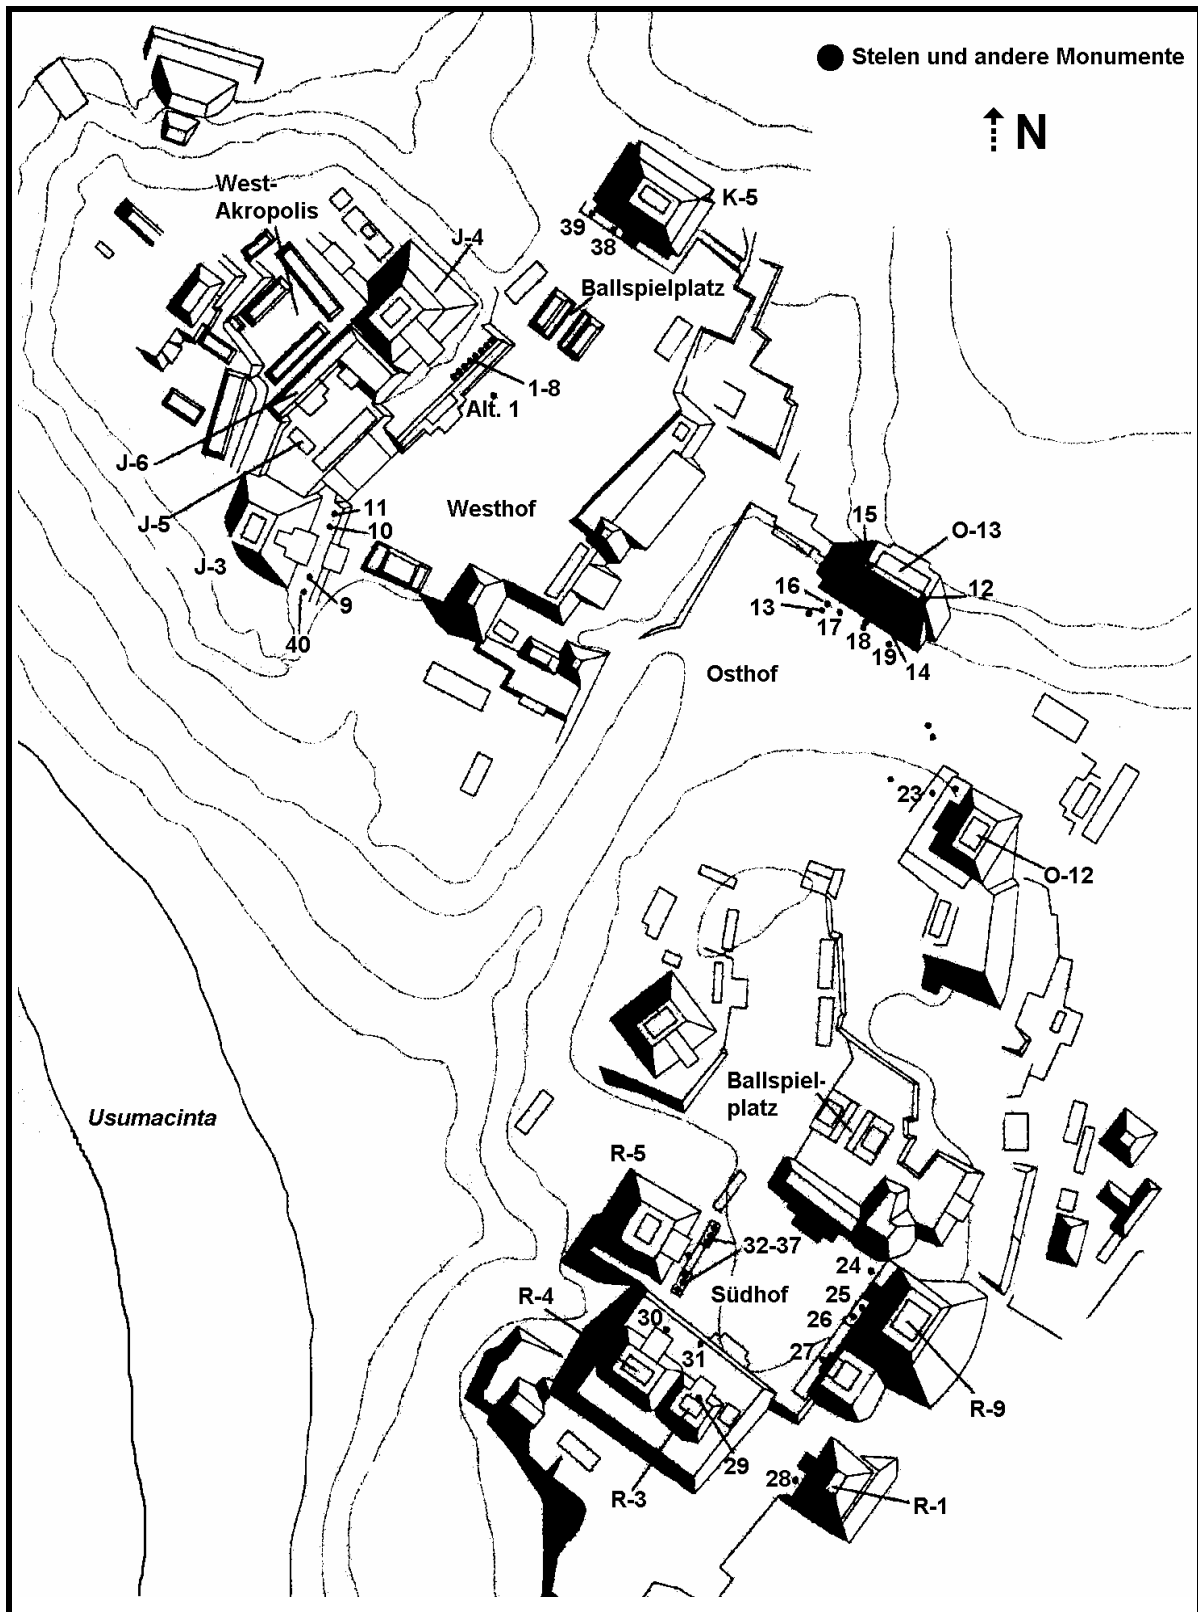 Stelen und andere Monumente
N
West-
Akropolis
K-5
39
38
J-4
Ballspielplatz
1-8
Alt. 1
J-6
J-5
11
10
Westhof
J-3
9
40
15
O-13
16
12
13
17
18
19
14
Osthof
23
O-12
Ballspiel-
platz
Usumacinta
R-5
32-37
24
Südhof
25
R-4
26
30
31
27
R-9
29
28
R-3
R-1